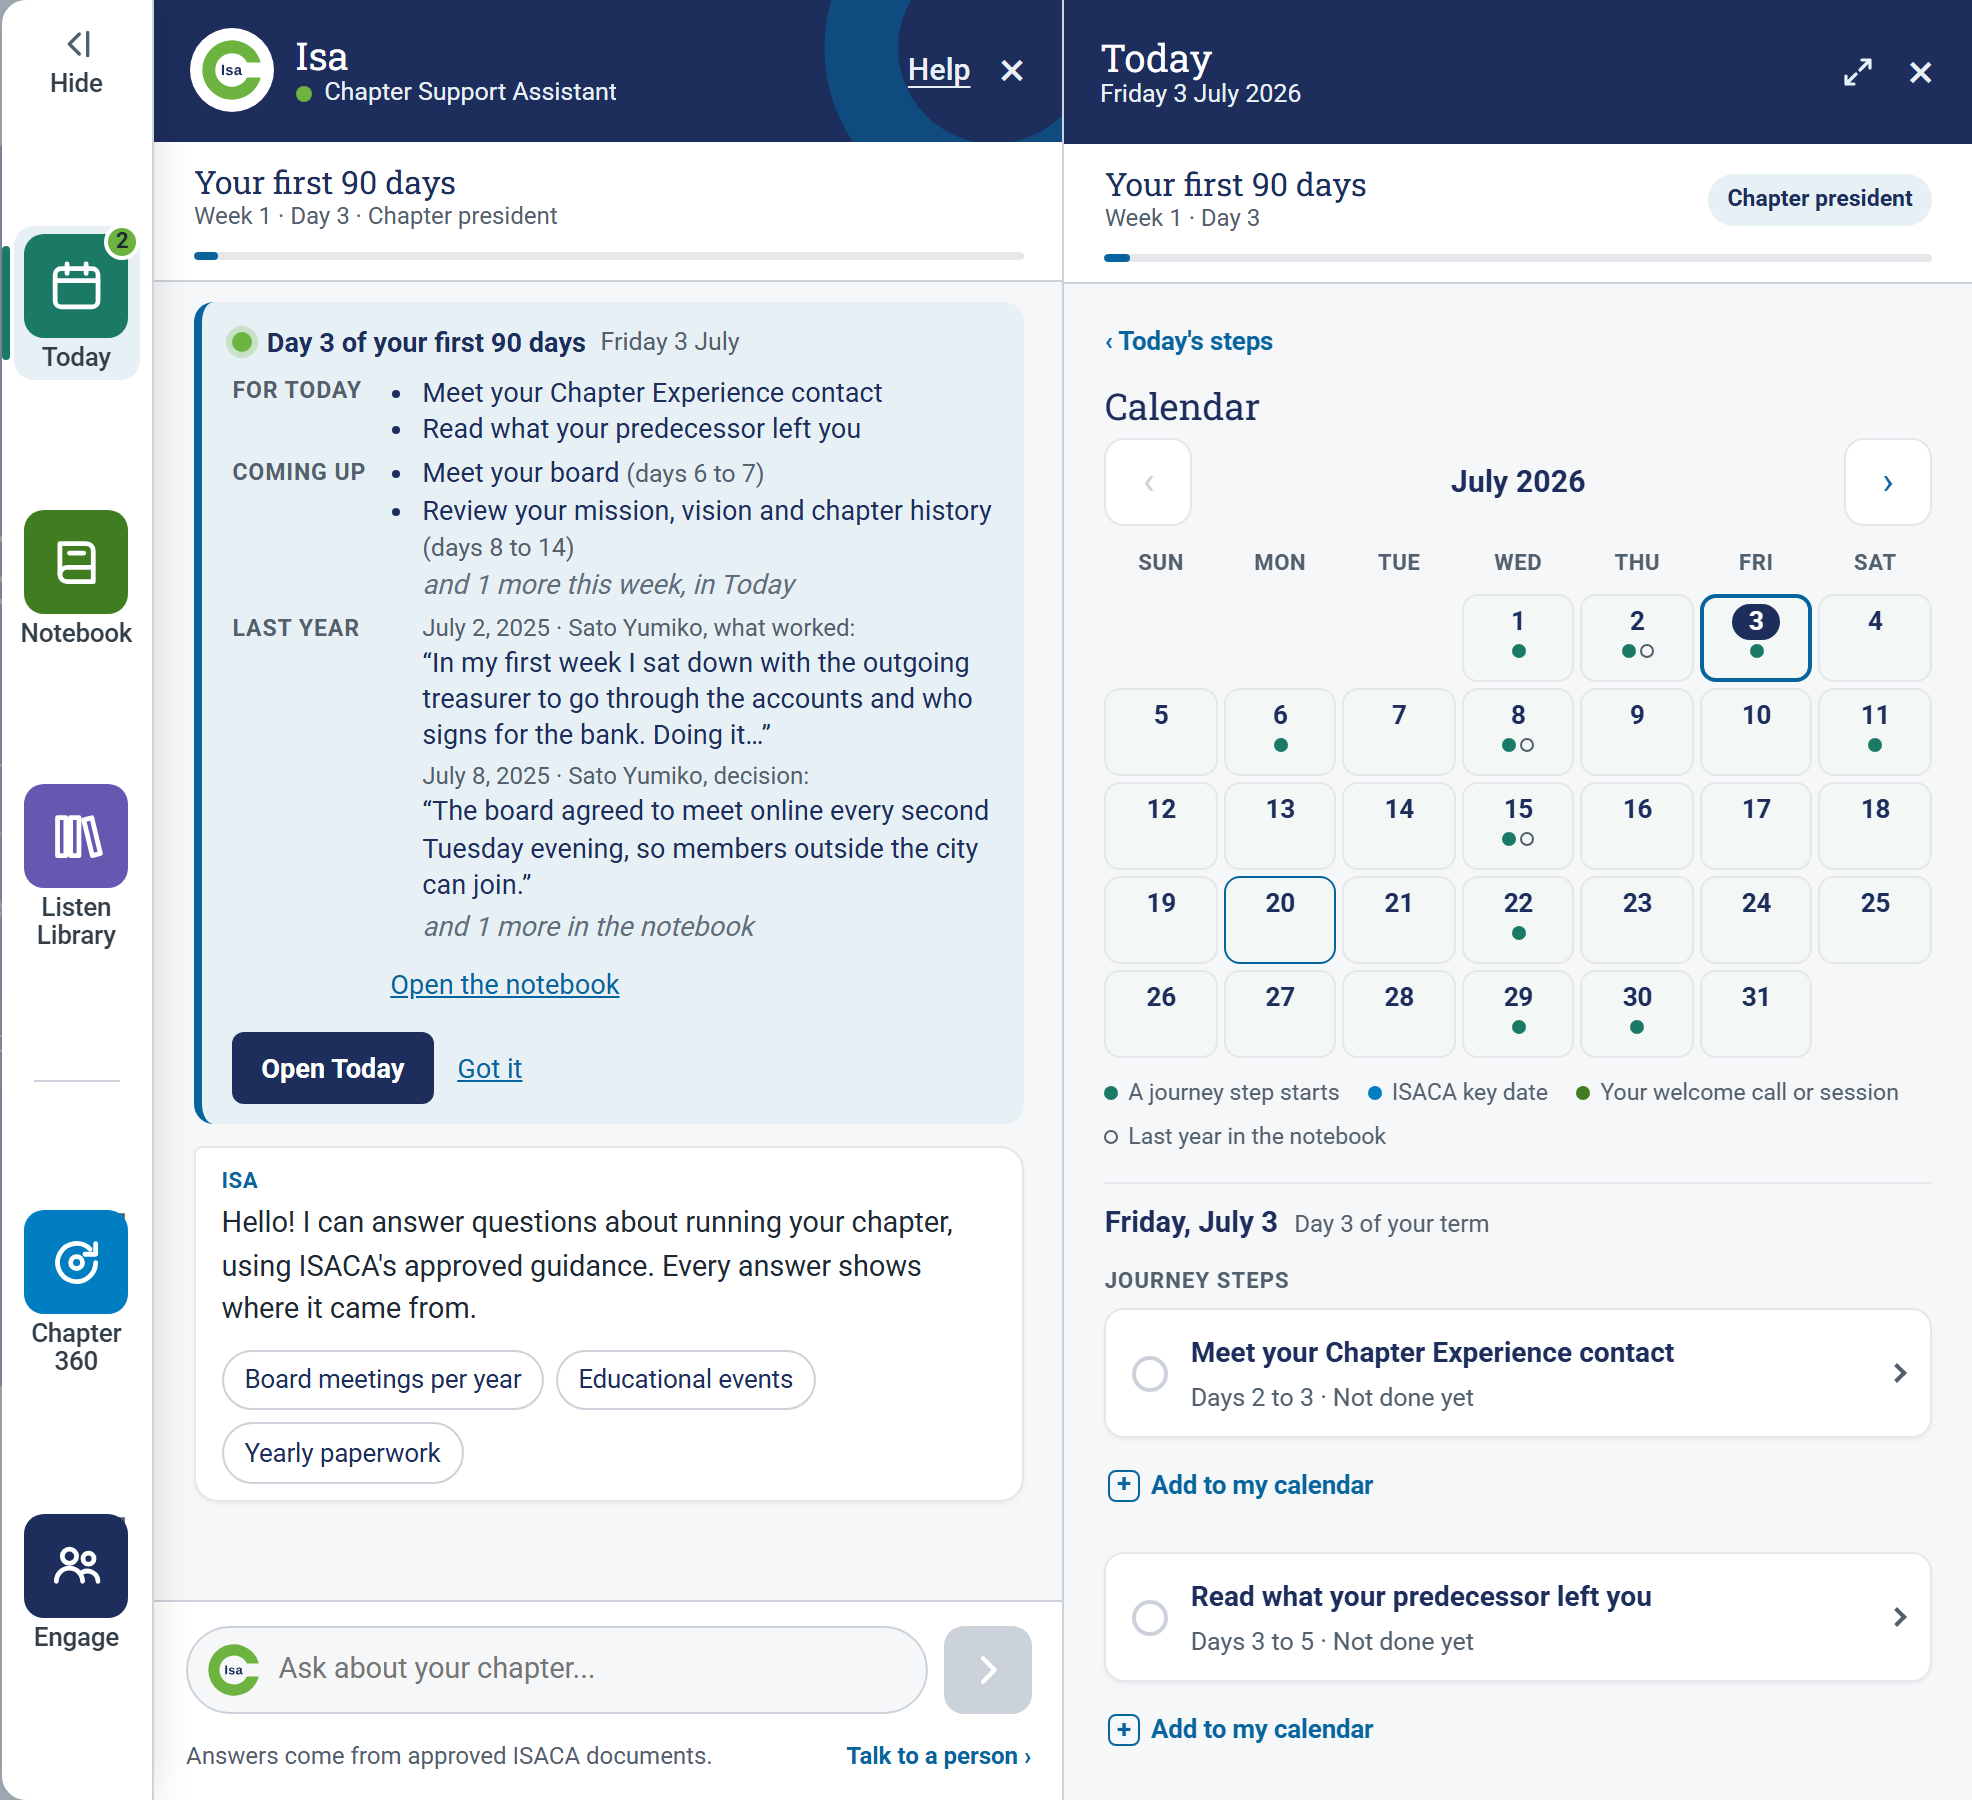 Hide
2
Today
Notebook
Listen
Library
Chapter
360
Engage
Isa
Isa
Chapter Support Assistant
Help
Your first 90 days
Week 1 · Day 3 · Chapter president
Day 3 of your first 90 days Friday 3 July
FOR TODAY
• Meet your Chapter Experience contact
• Read what your predecessor left you
COMING UP
• Meet your board (days 6 to 7)
• Review your mission, vision and chapter history
(days 8 to 14)
and 1 more this week, in Today
LAST YEAR
July 2, 2025 · Sato Yumiko, what worked:
“In my first week I sat down with the outgoing
treasurer to go through the accounts and who
signs for the bank. Doing it…”
July 8, 2025 · Sato Yumiko, decision:
“The board agreed to meet online every second
Tuesday evening, so members outside the city
can join.”
and 1 more in the notebook
Open the notebook
Open Today Got it
ISA
Hello! I can answer questions about running your chapter,
using ISACA's approved guidance. Every answer shows
where it came from.
Board meetings per year Educational events
Yearly paperwork
Isa
Ask about your chapter...
Answers come from approved ISACA documents. Talk to a person ›
Today
Friday 3 July 2026
Your first 90 days
Week 1 · Day 3
Chapter president
‹ Today's steps
Calendar
‹ July 2026 ›
SUN MON TUE WED THU FRI SAT
1 2 3 4
5 6 7 8 9 10 11
12 13 14 15 16 17 18
19 20 21 22 23 24 25
26 27 28 29 30 31
A journey step starts ISACA key date Your welcome call or session
Last year in the notebook
Friday, July 3 Day 3 of your term
JOURNEY STEPS
Meet your Chapter Experience contact
Days 2 to 3 · Not done yet
+ Add to my calendar
Read what your predecessor left you
Days 3 to 5 · Not done yet
+ Add to my calendar